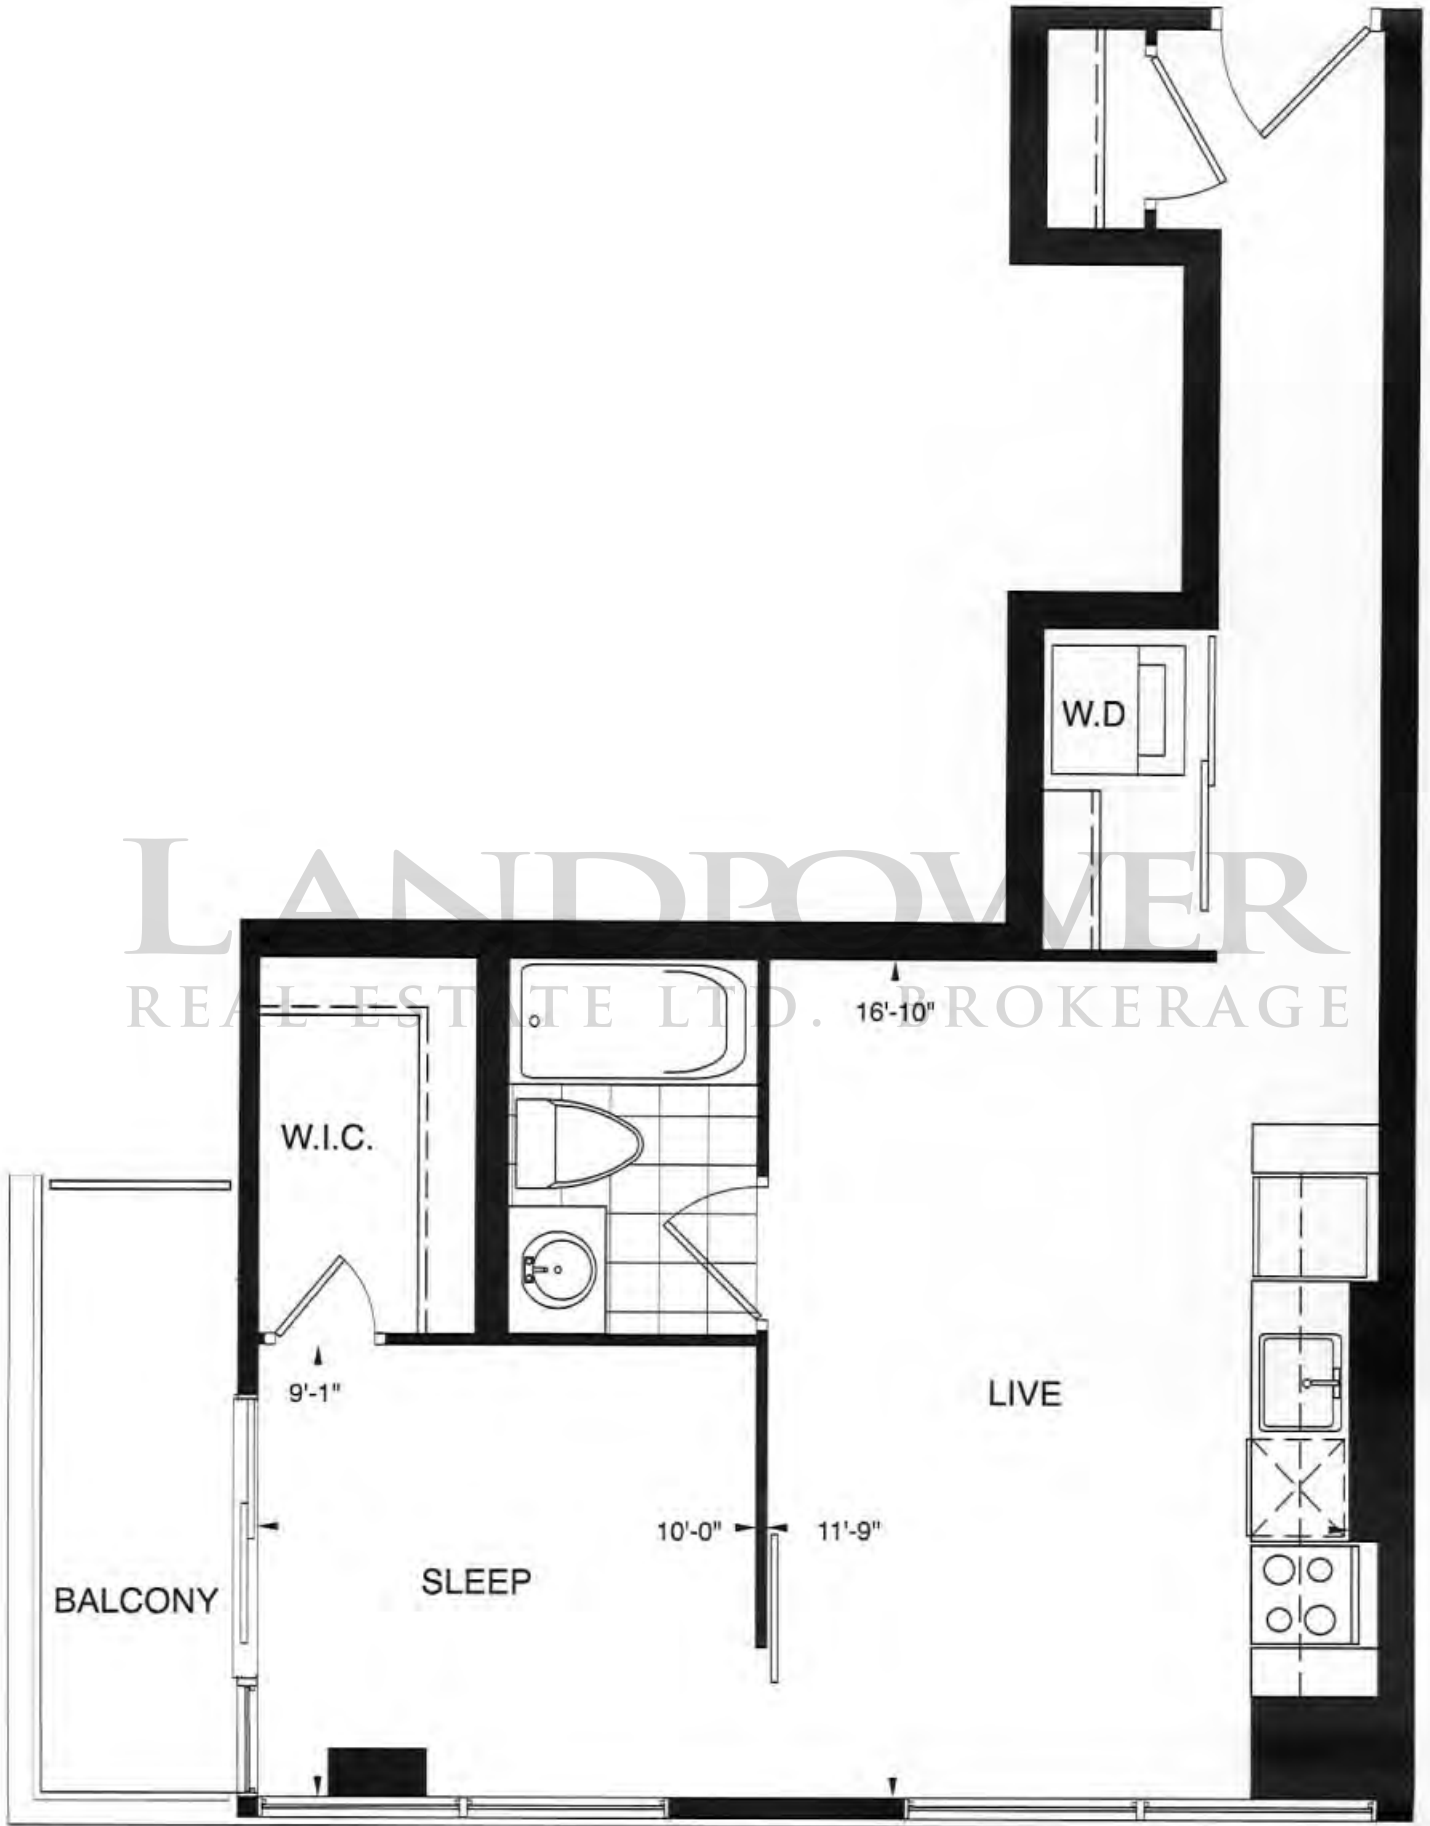 W.D
LANDPOWER
REAL ESTATE LTD. BROKERAGE
16'-10"
W.I.C.
9'-1"
LIVE
10'-0"
11'-9"
SLEEP
BALCONY